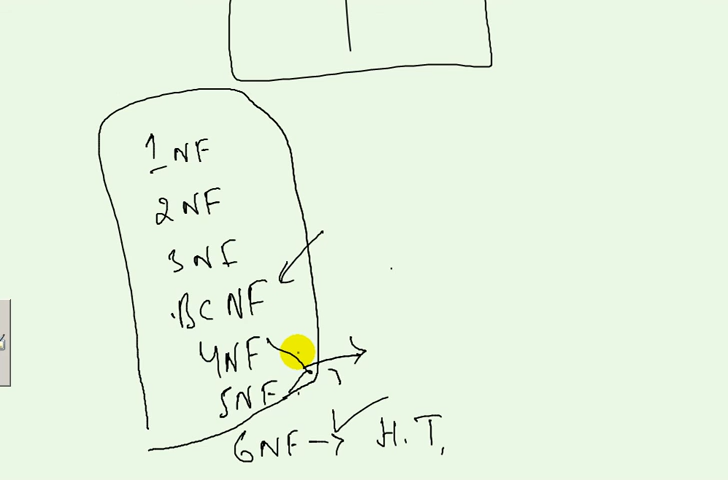 1NF
2NF
3NF
BCNF
4NF
5NF
6NF → H.T.